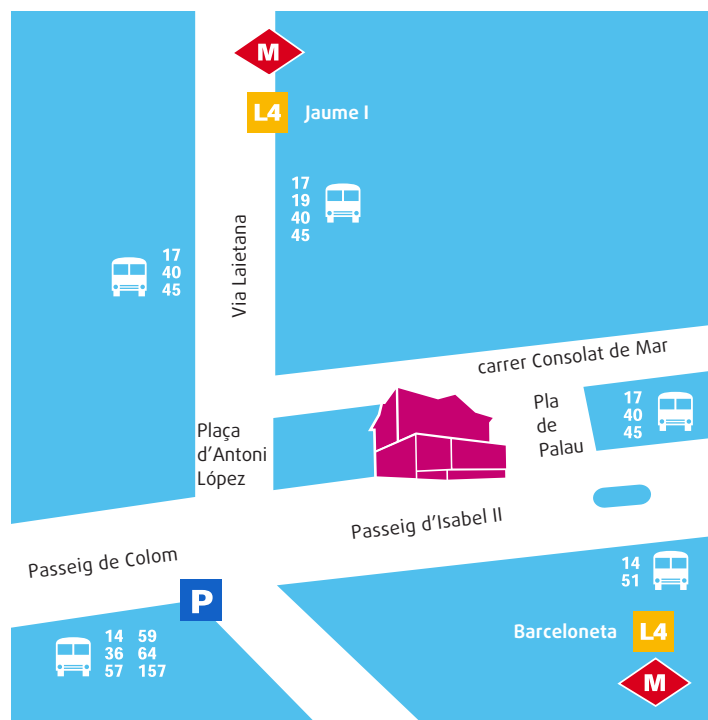 M
L4 Jaume I
17
19
40
45
17
40
45
Via Laietana
carrer Consolat de Mar
Pla
de
Palau
17
40
45
Plaça
d'Antoni
López
Passeig d'Isabel II
Passeig de Colom
14
51
P
Barceloneta L4
M
14 59
36 64
57 157